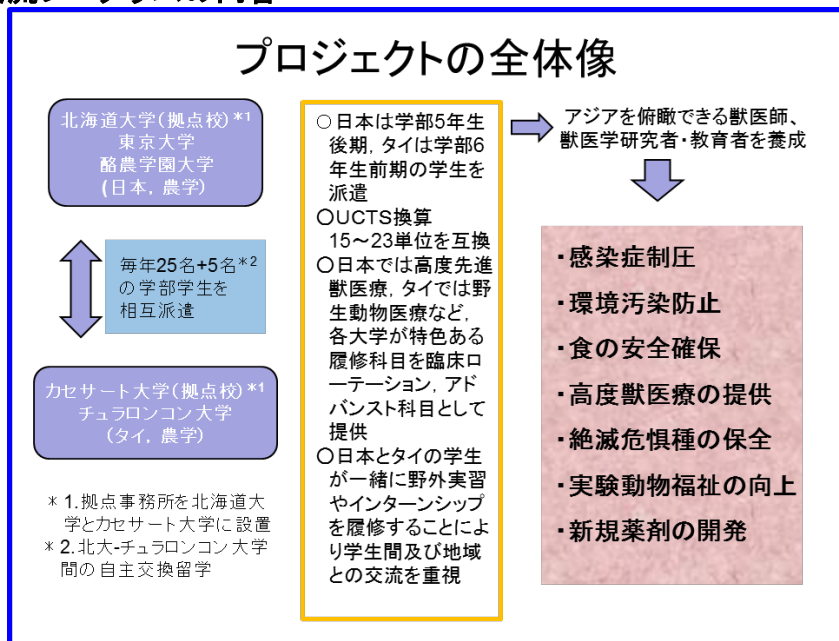 プロジェクトの全体像
北海道大学(拠点校)*1
東京大学
酪農学園大学
(日本, 農学)
毎年25名+5名*2
の学部学生を
相互派遣
カセサート大学(拠点校)*1
チュラロンコン大学
(タイ, 農学)
*1.拠点事務所を北海道大
学とカセサート大学に設置
*2.北大-チュラロンコン大学
間の自主交換留学
○日本は学部5年生
後期, タイは学部6
年生前期の学生を
派遣
○UCTS換算
15～23単位を互換
○日本では高度先進
獣医療, タイでは野
生動物医療など,
各大学が特色ある
履修科目を臨床ロ
ーテーション, アド
バンスト科目として
提供
○日本とタイの学生
が一緒に野外実習
やインターンシップ
を履修することによ
り学生間及び地域
との交流を重視
アジアを俯瞰できる獣医師、
獣医学研究者・教育者を養成
・感染症制圧
・環境汚染防止
・食の安全確保
・高度獣医療の提供
・絶滅危惧種の保全
・実験動物福祉の向上
・新規薬剤の開発